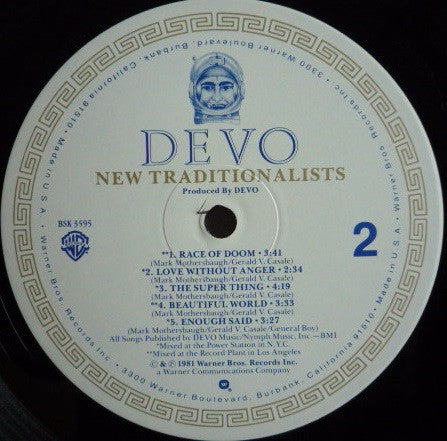 DEVO
NEW TRADITIONALISTS
Produced By DEVO
BSK 3595
2
**1. RACE OF DOOM • 3:41
(Mark Mothersbaugh/Gerald V. Casale)
*2. LOVE WITHOUT ANGER • 2:34
(Mark Mothersbaugh/Gerald V. Casale)
*3. THE SUPER THING • 4:19
(Mark Mothersbaugh/Gerald V. Casale)
**4. BEAUTIFUL WORLD • 3:33
(Mark Mothersbaugh/Gerald V. Casale)
*5. ENOUGH SAID • 3:27
(Mark Mothersbaugh/Gerald V. Casale/General Boy)
All Songs Published by DEVO Music/Nymph Music, Inc.—BMI
*Mixed at the Power Station in N.Y.C.
**Mixed at the Record Plant in Los Angeles
© & ℗ 1981 Warner Bros. Records Inc.
a Warner Communications Company
Warner Bros. Records Inc. • 3300 Warner Boulevard, Burbank, California 91510 • Made in U.S.A. • Warner Bros. Records Inc. • 3300 Warner Boulevard, Burbank, California 91510 • Made in U.S.A. •